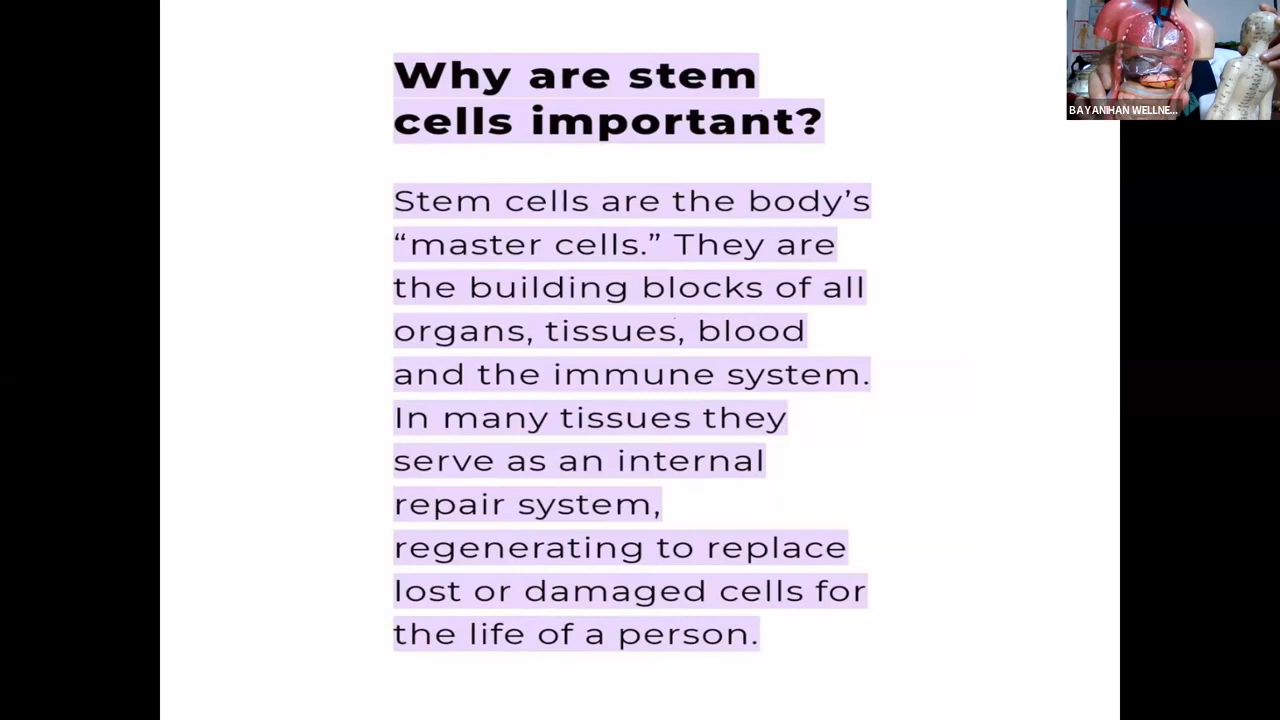 Why are stem
cells important?
Stem cells are the body’s
“master cells.” They are
the building blocks of all
organs, tissues, blood
and the immune system.
In many tissues they
serve as an internal
repair system,
regenerating to replace
lost or damaged cells for
the life of a person.
BAYANIHAN WELLNE...